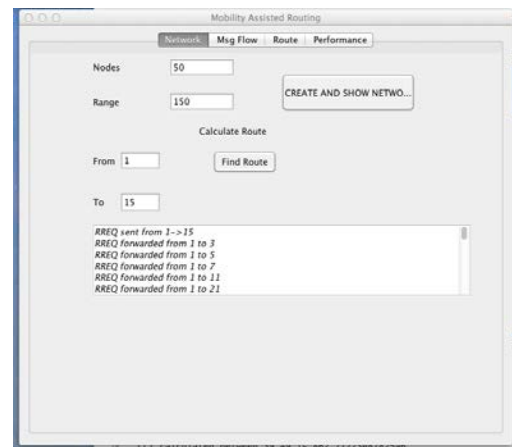 Mobility Assisted Routing
Network Msg Flow Route Performance
Nodes 50
CREATE AND SHOW NETWO...
Range 150
Calculate Route
From 1 Find Route
To 15
RREQ sent from 1->15
RREQ forwarded from 1 to 3
RREQ forwarded from 1 to 5
RREQ forwarded from 1 to 7
RREQ forwarded from 1 to 11
RREQ forwarded from 1 to 21